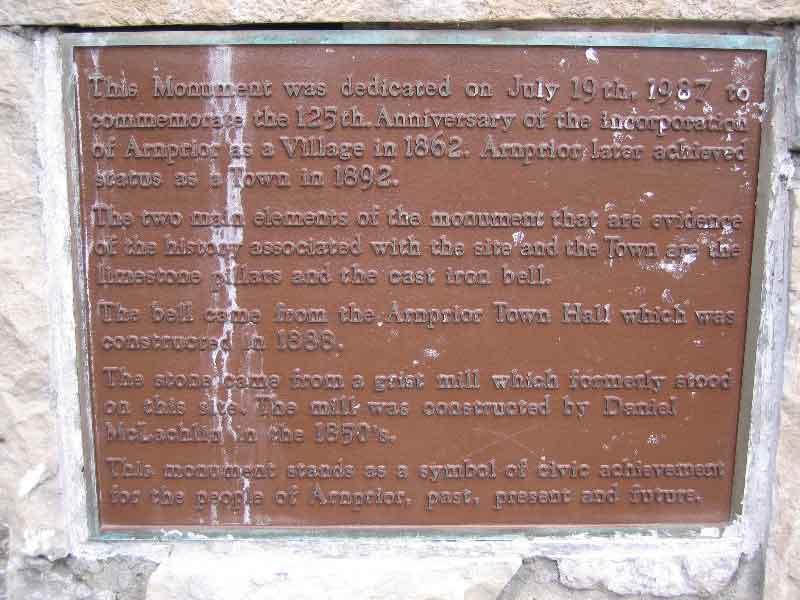 This Monument was dedicated on July 19th, 1987 to
commemorate the 125th Anniversary of the incorporation
of Arnprior as a Village in 1862. Arnprior later achieved
status as a Town in 1892.
The two main elements of the monument that are evidence
of the history associated with the site and the Town are the
limestone pillars and the cast iron bell.
The bell came from the Arnprior Town Hall which was
constructed in 1888.
The stone came from a grist mill which formerly stood
on this site. The mill was constructed by Daniel
McLachlin in the 1850's.
This monument stands as a symbol of civic achievement
for the people of Arnprior, past, present and future.